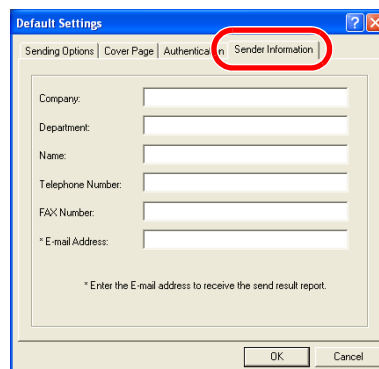 Default Settings
Sending Options Cover Page Authentication Sender Information
Company:
Department:
Name:
Telephone Number:
FAX Number:
* E-mail Address:
* Enter the E-mail address to receive the send result report.
OK Cancel